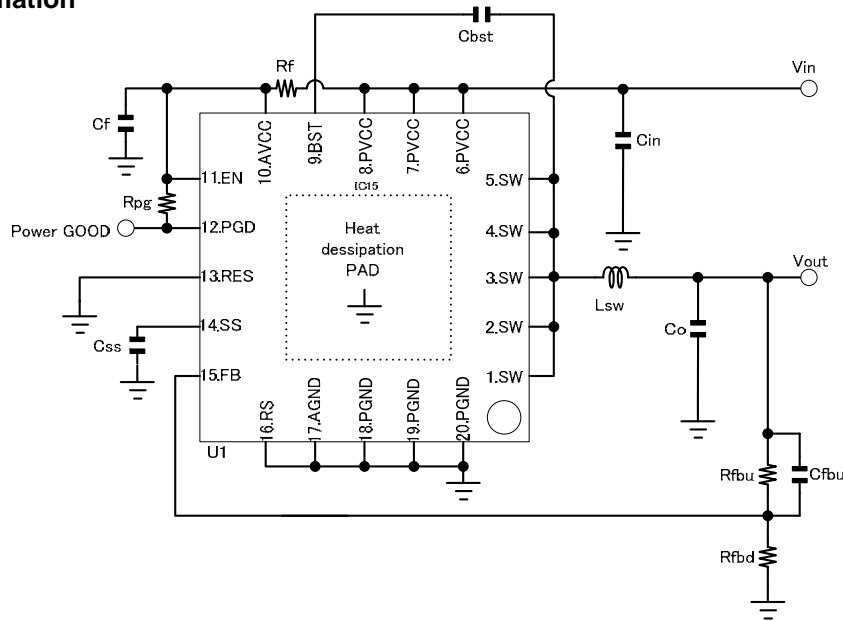 Cbst
Rf
Vin
Cf
10.AVCC
9.BST
8.PVCC
7.PVCC
6.PVCC
Cin
11.EN
IC15
5.SW
Rpg
Power GOOD
12.PGD
Heat
dessipation
PAD
4.SW
13.RES
3.SW
Vout
Lsw
14.SS
2.SW
Co
Css
15.FB
1.SW
16.RS
17.AGND
18.PGND
19.PGND
20.PGND
U1
Rfbu
Cfbu
Rfbd